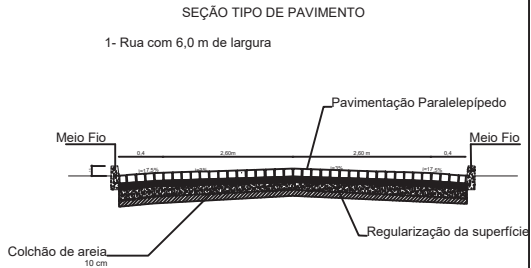 SEÇÃO TIPO DE PAVIMENTO
1- Rua com 6,0 m de largura
Pavimentação Paralelepípedo
Meio Fio
Meio Fio
0,4
2,60m
2,60 m
0,4
i=17,5%
i=3%
i=17,5%
Regularização da superfície
Colchão de areia
10 cm